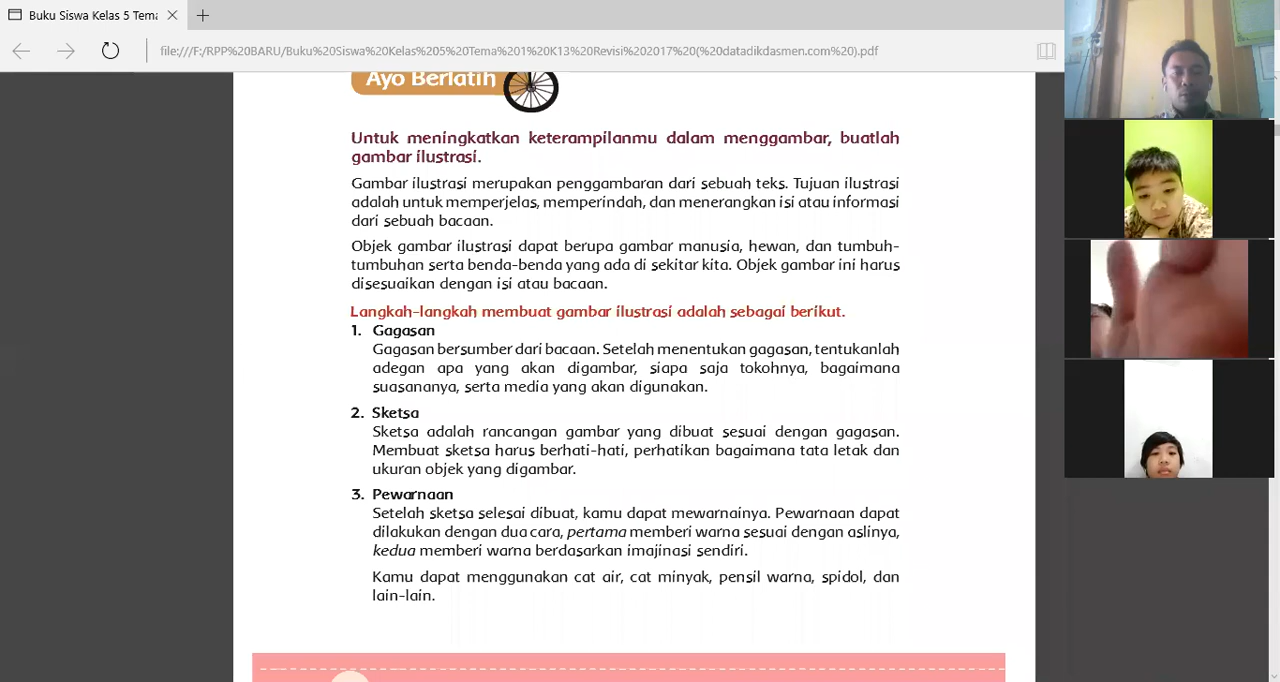 Buku Siswa Kelas 5 Tema
file:///F:/RPP%20BARU/Buku%20Siswa%20Kelas%205%20Tema%201%20K13%20Revisi%202017%20(%20datadikdasmen.com%20).pdf
Ayo Berlatih
Untuk meningkatkan keterampilanmu dalam menggambar, buatlah
gambar ilustrasi.
Gambar ilustrasi merupakan penggambaran dari sebuah teks. Tujuan ilustrasi
adalah untuk memperjelas, memperindah, dan menerangkan isi atau informasi
dari sebuah bacaan.
Objek gambar ilustrasi dapat berupa gambar manusia, hewan, dan tumbuh-
tumbuhan serta benda-benda yang ada di sekitar kita. Objek gambar ini harus
disesuaikan dengan isi atau bacaan.
Langkah-langkah membuat gambar ilustrasi adalah sebagai berikut.
1. Gagasan
Gagasan bersumber dari bacaan. Setelah menentukan gagasan, tentukanlah
adegan apa yang akan digambar, siapa saja tokohnya, bagaimana
suasananya, serta media yang akan digunakan.
2. Sketsa
Sketsa adalah rancangan gambar yang dibuat sesuai dengan gagasan.
Membuat sketsa harus berhati-hati, perhatikan bagaimana tata letak dan
ukuran objek yang digambar.
3. Pewarnaan
Setelah sketsa selesai dibuat, kamu dapat mewarnainya. Pewarnaan dapat
dilakukan dengan dua cara, pertama memberi warna sesuai dengan aslinya,
kedua memberi warna berdasarkan imajinasi sendiri.
Kamu dapat menggunakan cat air, cat minyak, pensil warna, spidol, dan
lain-lain.